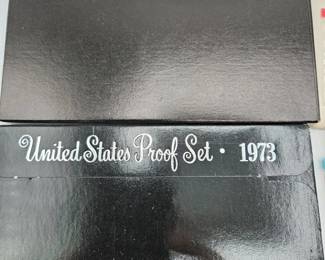 United States Proof Set · 1973